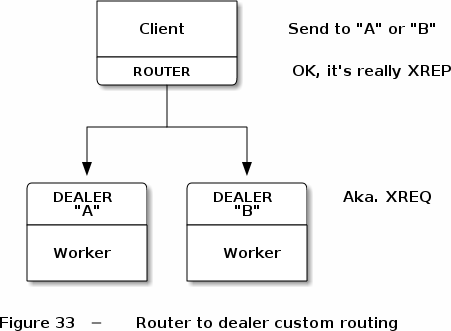 Client Send to "A" or "B"
ROUTER OK, it's really XREP
DEALER DEALER Aka. XREQ
"A" "B"
Worker Worker
Figure 33 – Router to dealer custom routing